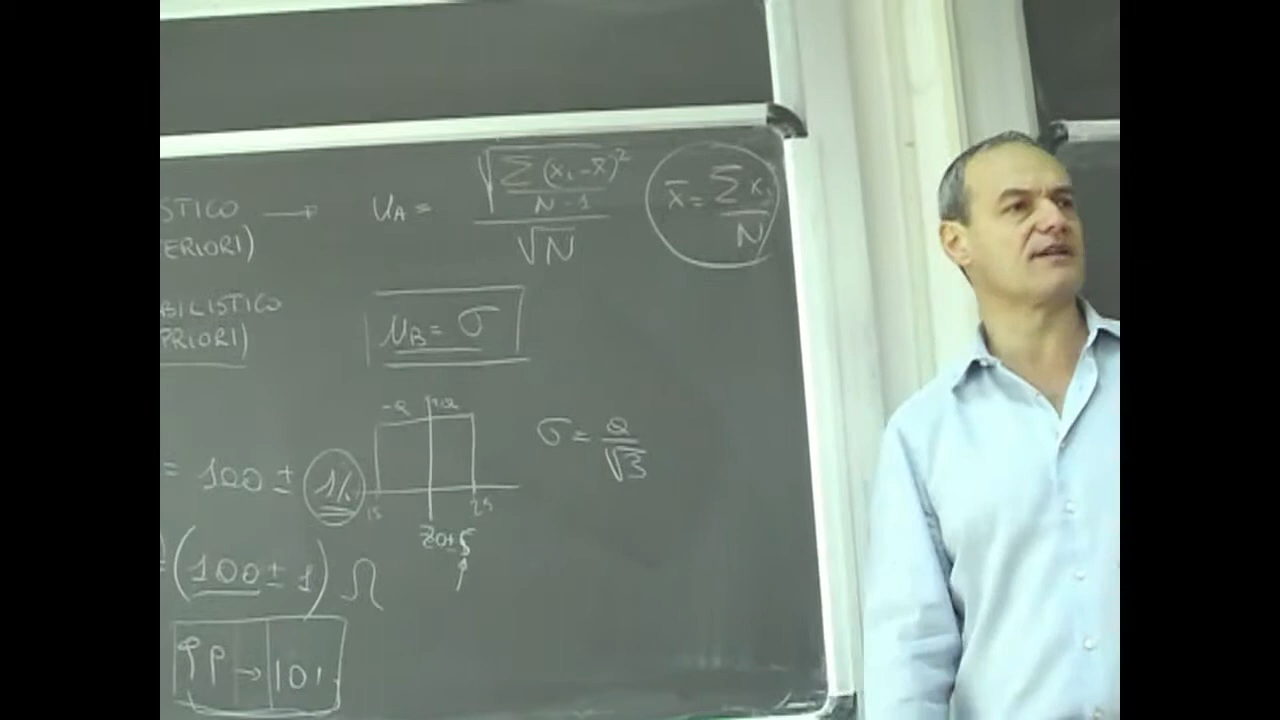 STICO → u_A = √(Σ(x_i - x̄)² / (N - 1)) / √N    x̄ = Σx_i / N
ERIORI)
BILISTICO
PRIORI)    u_B = σ
-a +a
σ = a / √3
= 100 ± 1%
15 25
20 ± 5
(100 ± 1) Ω
99 → 101